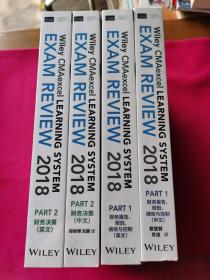 Wiley CMAexcel LEARNING SYSTEM
EXAM REVIEW 2018
PART 2
财务决策
(英文)
WILEY
Wiley CMAexcel LEARNING SYSTEM
EXAM REVIEW 2018
PART 2
财务决策
(中文)
WILEY
Wiley CMAexcel LEARNING SYSTEM
EXAM REVIEW 2018
PART 1
财务报告、
规划、
绩效与控制
(英文)
WILEY
Wiley CMAexcel LEARNING SYSTEM
EXAM REVIEW 2018
PART 1
财务报告、
规划、
绩效与控制
(中文)
WILEY